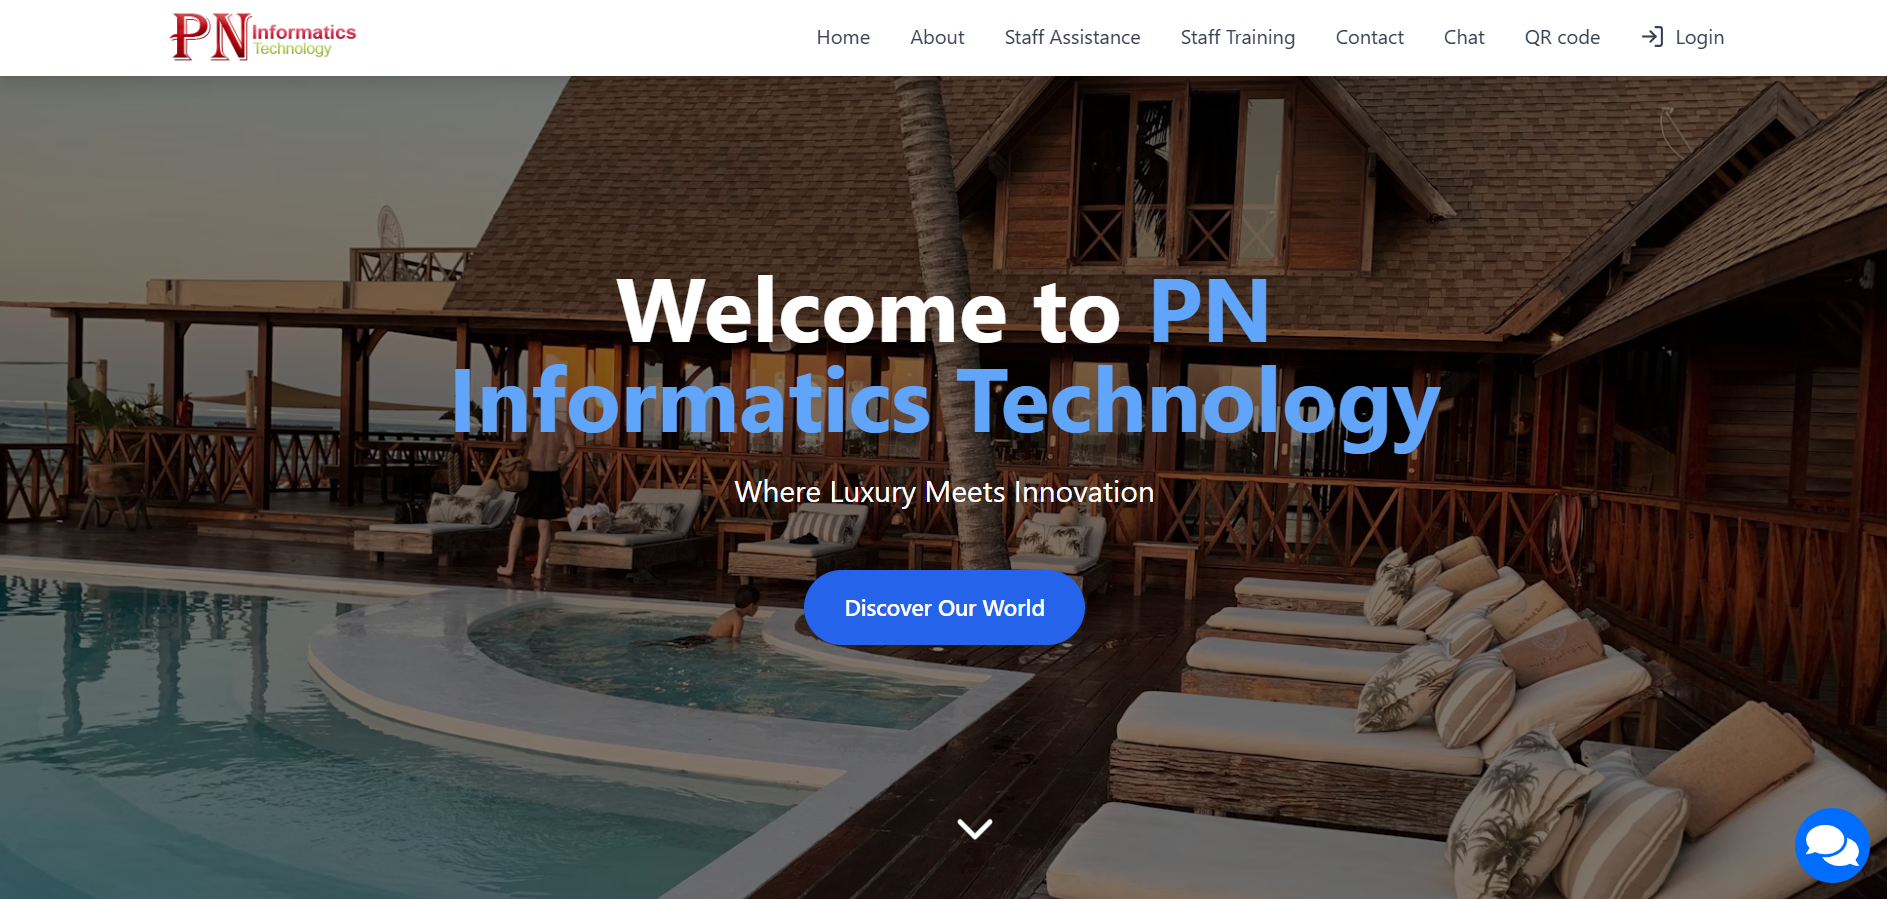 PN Informatics
Technology
Home
About
Staff Assistance
Staff Training
Contact
Chat
QR code
Login
Welcome to PN
Informatics Technology
Where Luxury Meets Innovation
Discover Our World